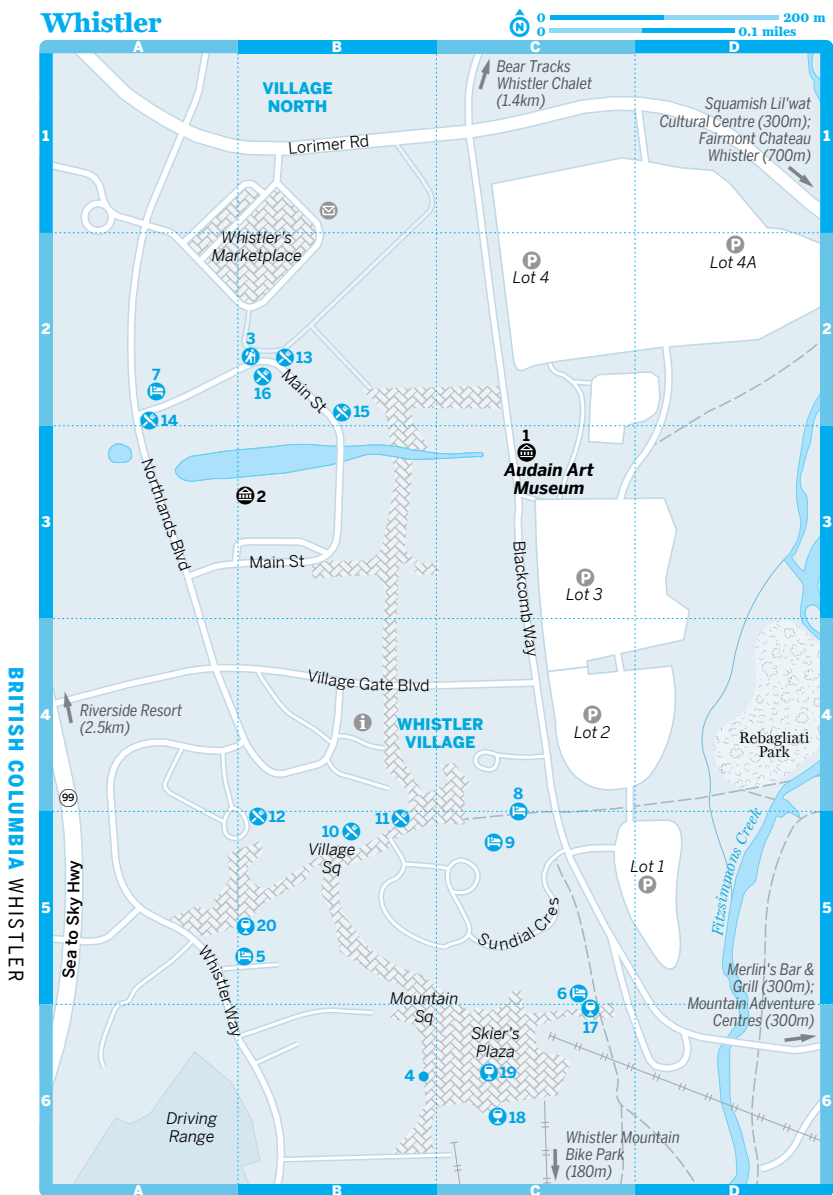 Whistler
N
0 200 m
0 0.1 miles
A B C D
1
2
3
4
5
6
1
2
3
4
5
6
VILLAGE
NORTH
Bear Tracks
Whistler Chalet
(1.4km)
Squamish Lil'wat
Cultural Centre (300m);
Fairmont Chateau
Whistler (700m)
Lorimer Rd
Whistler's
Marketplace
P
Lot 4
P
Lot 4A
3
13
7
16
Main St
15
14
1
Audain Art
Museum
2
Northlands Blvd
Main St
P
Lot 3
Blackcomb Way
Village Gate Blvd
Riverside Resort
(2.5km)
i
WHISTLER
VILLAGE
P
Lot 2
Rebagliati
Park
99
Sea to Sky Hwy
8
12
11
10
9
Village
Sq
Lot 1
P
Fitzsimmons Creek
20
5
Sundial Cres
Whistler Way
Merlin's Bar &
Grill (300m);
Mountain Adventure
Centres (300m)
Mountain
Sq
6
17
Skier's
Plaza
4
19
18
Driving
Range
Whistler Mountain
Bike Park
(180m)
A B C D
BRITISH COLUMBIA WHISTLER